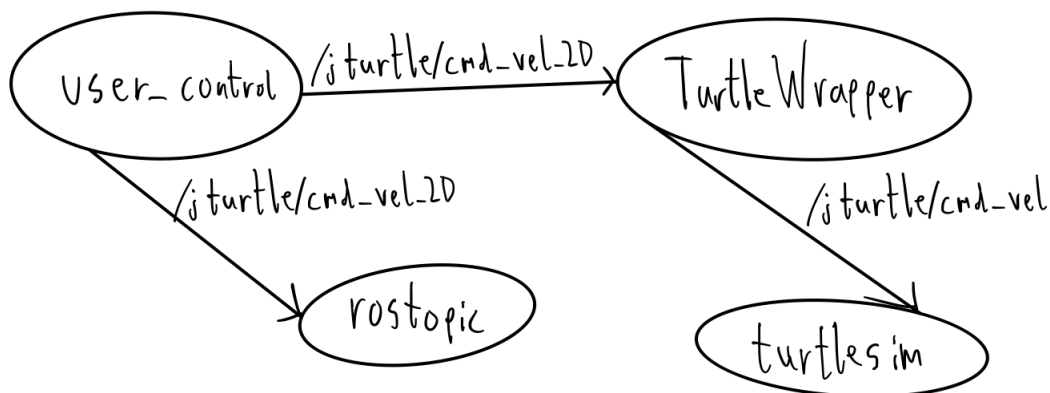 /jturtle/cmd_vel_2D
user_control
TurtleWrapper
/jturtle/cmd_vel_2D
/jturtle/cmd_vel
rostopic
turtlesim